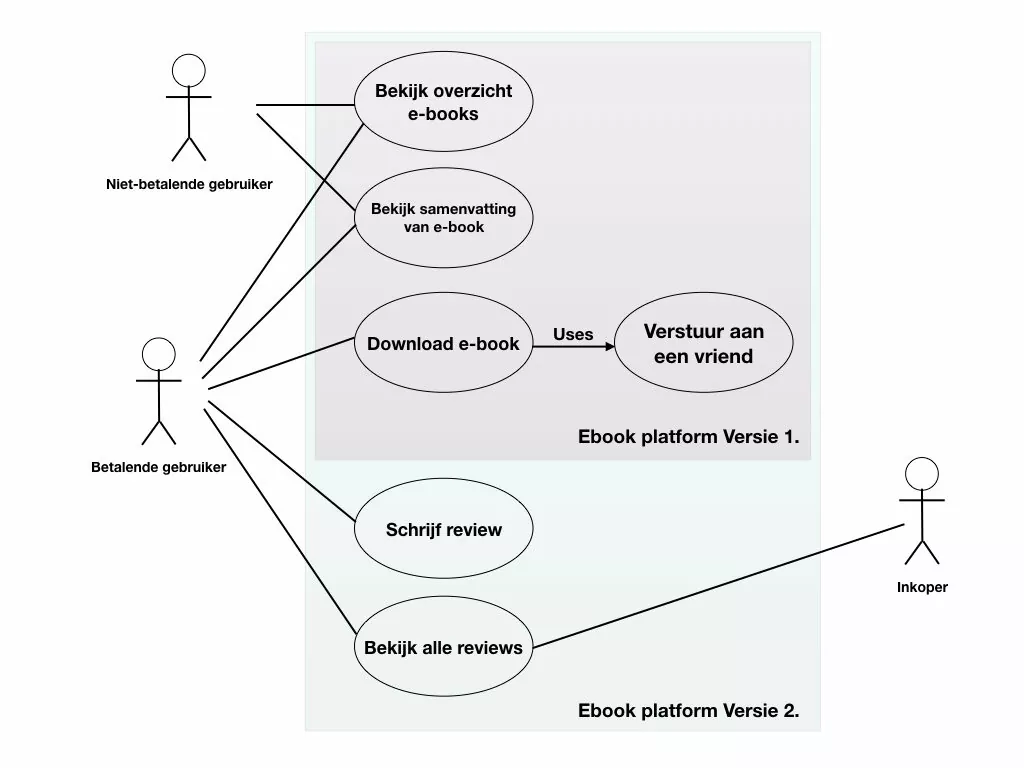 Bekijk overzicht
e-books
Niet-betalende gebruiker
Bekijk samenvatting
van e-book
Download e-book
Uses
Verstuur aan
een vriend
Ebook platform Versie 1.
Betalende gebruiker
Schrijf review
Inkoper
Bekijk alle reviews
Ebook platform Versie 2.